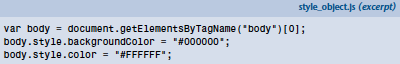 style_object.js (excerpt)
var body = document.getElementsByTagName("body")[0];
body.style.backgroundColor = "#000000";
body.style.color = "#FFFFFF";